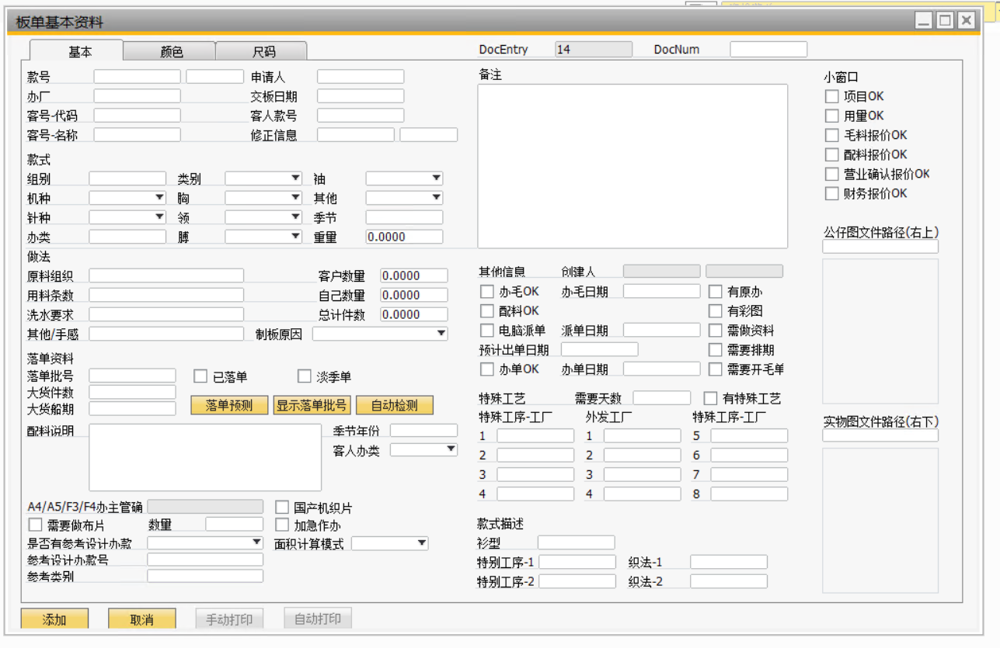 板单基本资料
基本 颜色 尺码 DocEntry 14 DocNum
款号 申请人 备注 小窗口
办厂 交板日期 项目OK
客号-代码 客人款号 用量OK
客号-名称 修正信息 毛料报价OK
款式 配料报价OK
组别 类别 袖 营业确认报价OK
机种 胸 其他 财务报价OK
针种 领 季节
办类 膊 重量 0.0000 公仔图文件路径(右上)
做法
原料组织 客户数量 0.0000 其他信息 创建人
用料条数 自己数量 0.0000 办毛OK 办毛日期 有原办
洗水要求 总计件数 0.0000 配料OK 有彩图
其他/手感 制板原因 电脑派单 派单日期 需做资料
预计出单日期 需要排期
落单资料
落单批号 已落单 淡季单 办单OK 办单日期 需要开毛单
大货件数
大货船期 落单预测 显示落单批号 自动检测 特殊工艺 需要天数 有特殊工艺
特殊工序-工厂 外发工厂 特殊工序-工厂 实物图文件路径(右下)
配料说明 季节年份 1 1 5
客人办类 2 2 6
3 3 7
4 4 8
A4/A5/F3/F4办主管确 国产机织片
需要做布片 数量 加急作办 款式描述
是否有参考设计办款 面积计算模式 衫型
参考设计办款号 特别工序-1 织法-1
参考类别 特别工序-2 织法-2
添加 取消 手动打印 自动打印